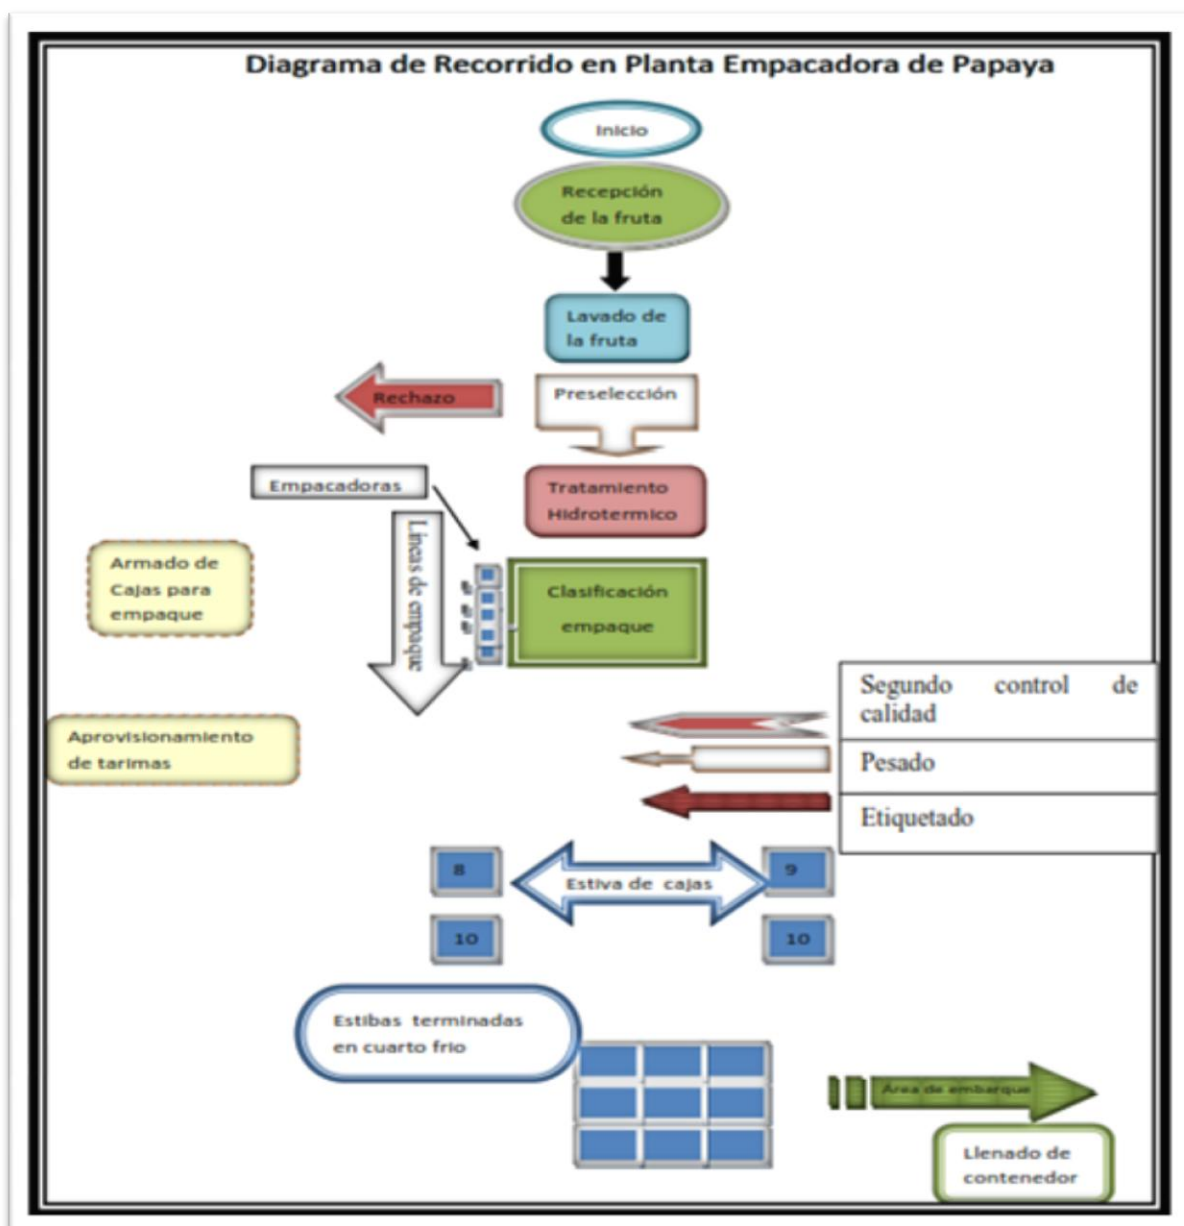 Diagrama de Recorrido en Planta Empacadora de Papaya
Inicio
Recepción
de la fruta
Lavado de
la fruta
Rechazo
Preselección
Empacadoras
Tratamiento
Hidrotermico
Líneas de empaque
Armado de
Cajas para
empaque
Clasificación
empaque
Segundo control de
calidad
Aprovisionamiento
de tarimas
Pesado
Etiquetado
8
Estiva de cajas
9
10
10
Estibas terminadas
en cuarto frio
Área de embarque
Llenado de
contenedor